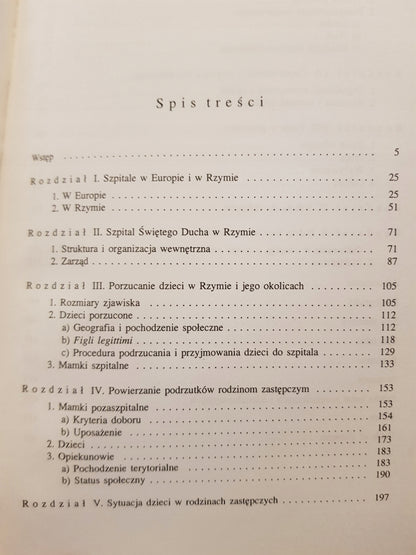 Spis treści
Wstęp . . . . . . . . . . . . . . . . . . . . . . . . . . . . . . 5
Rozdział I. Szpitale w Europie i w Rzymie . . . . . . . . . . . . . 25
1. W Europie . . . . . . . . . . . . . . . . . . . . . . . . . 25
2. W Rzymie . . . . . . . . . . . . . . . . . . . . . . . . . 51
Rozdział II. Szpital Świętego Ducha w Rzymie . . . . . . . . . . . 71
1. Struktura i organizacja wewnętrzna . . . . . . . . . . . . . . 71
2. Zarząd . . . . . . . . . . . . . . . . . . . . . . . . . . 87
Rozdział III. Porzucanie dzieci w Rzymie i jego okolicach . . . . . 105
1. Rozmiary zjawiska . . . . . . . . . . . . . . . . . . . . . 105
2. Dzieci porzucone . . . . . . . . . . . . . . . . . . . . . 112
a) Geografia i pochodzenie społeczne . . . . . . . . . . . . 112
b) Figli legittimi . . . . . . . . . . . . . . . . . . . . . 118
c) Procedura podrzucania i przyjmowania dzieci do szpitala . . . 129
3. Mamki szpitalne . . . . . . . . . . . . . . . . . . . . . . 133
Rozdział IV. Powierzanie podrzutków rodzinom zastępczym . . . . . 153
1. Mamki pozaszpitalne . . . . . . . . . . . . . . . . . . . . 153
a) Kryteria doboru . . . . . . . . . . . . . . . . . . . . . 154
b) Uposażenie . . . . . . . . . . . . . . . . . . . . . . . 161
2. Dzieci . . . . . . . . . . . . . . . . . . . . . . . . . . 173
3. Opiekunowie . . . . . . . . . . . . . . . . . . . . . . . . 183
a) Pochodzenie terytorialne . . . . . . . . . . . . . . . . . 183
b) Status społeczny . . . . . . . . . . . . . . . . . . . . . 190
Rozdział V. Sytuacja dzieci w rodzinach zastępczych . . . . . . . . 197